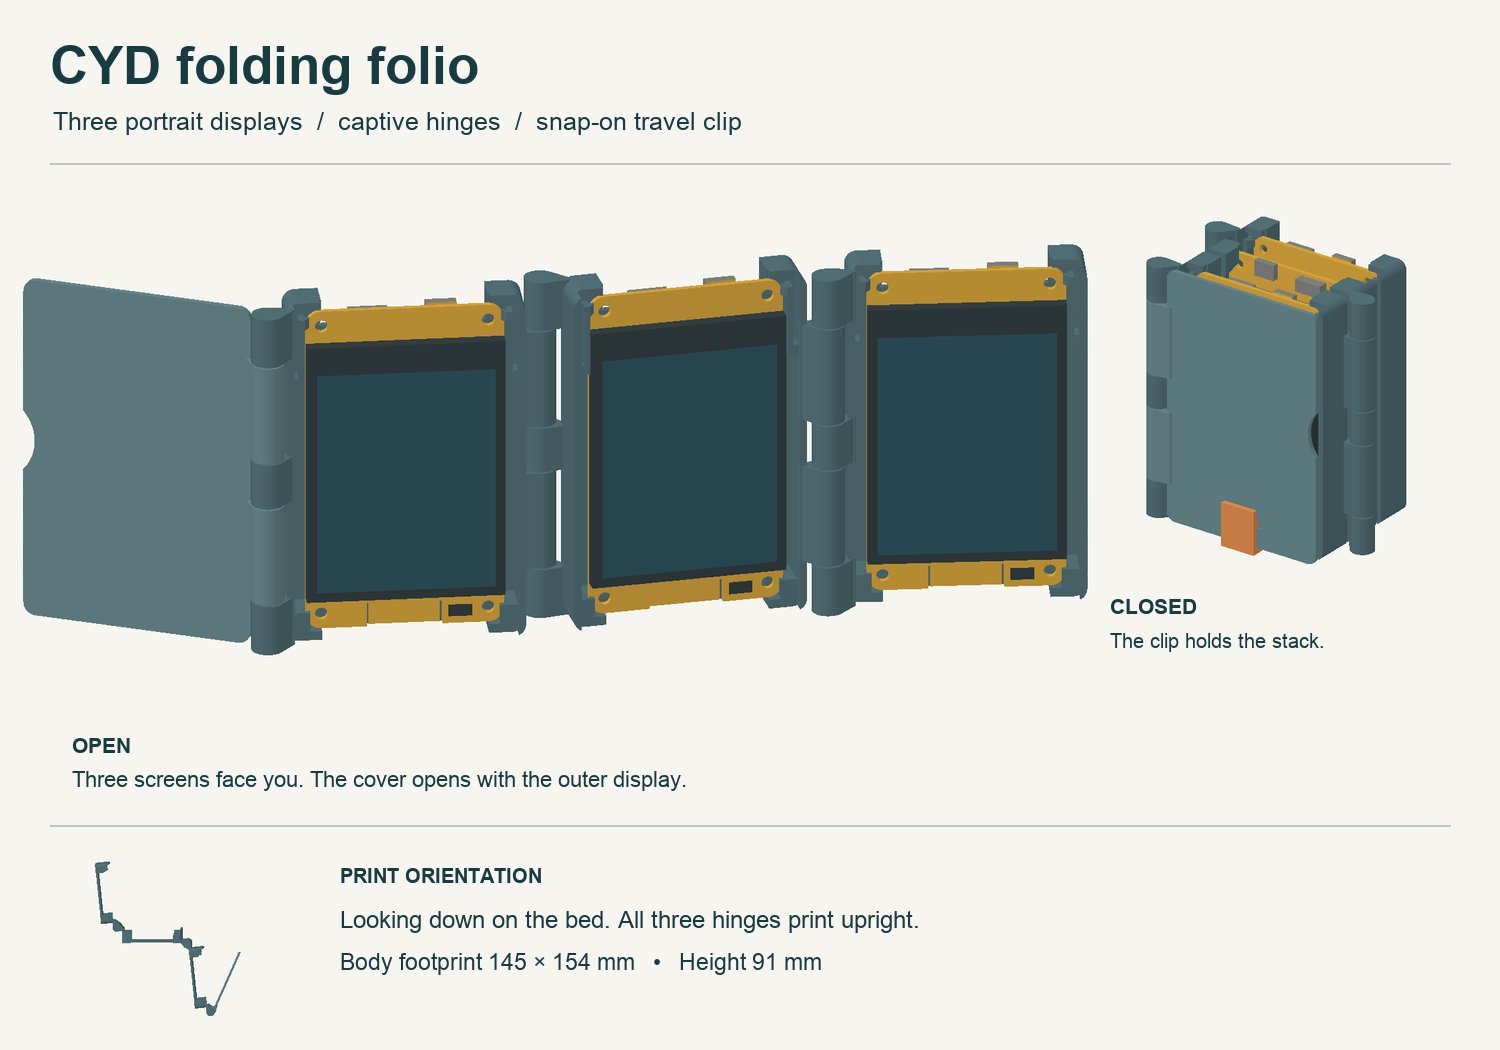 CYD folding folio
Three portrait displays / captive hinges / snap-on travel clip
CLOSED
The clip holds the stack.
OPEN
Three screens face you. The cover opens with the outer display.
PRINT ORIENTATION
Looking down on the bed. All three hinges print upright.
Body footprint 145 × 154 mm • Height 91 mm